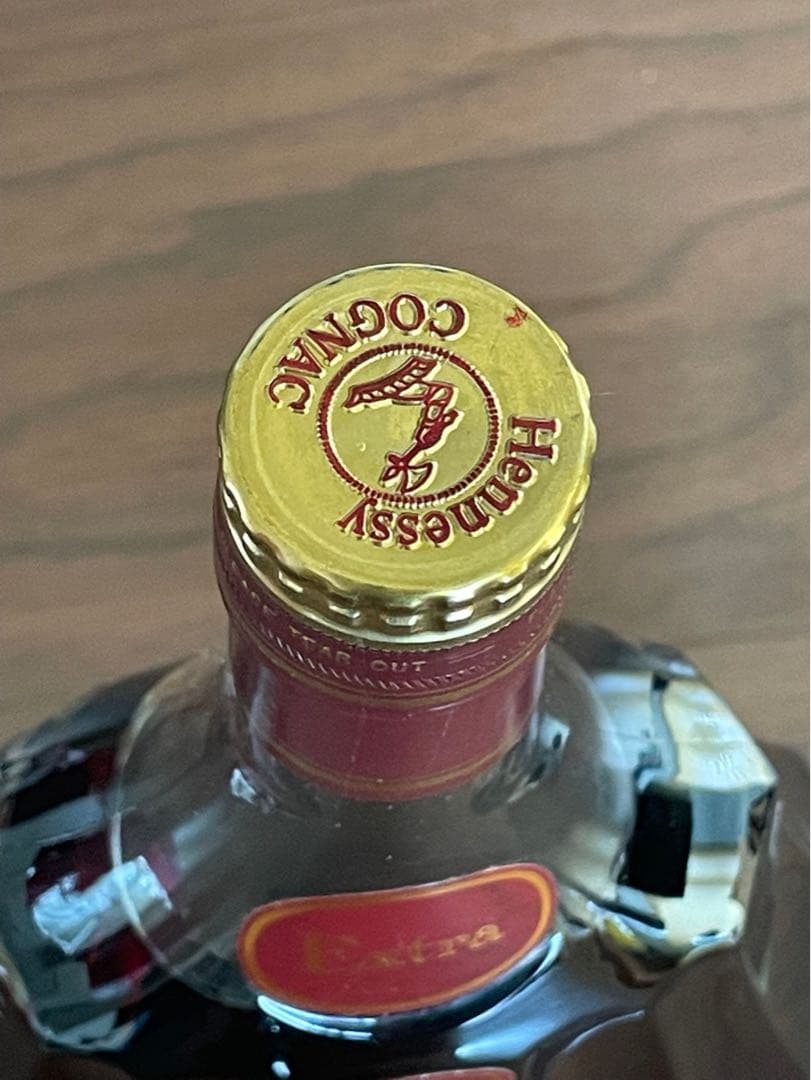 Hennessy
COGNAC
TEAR OUT
Extra